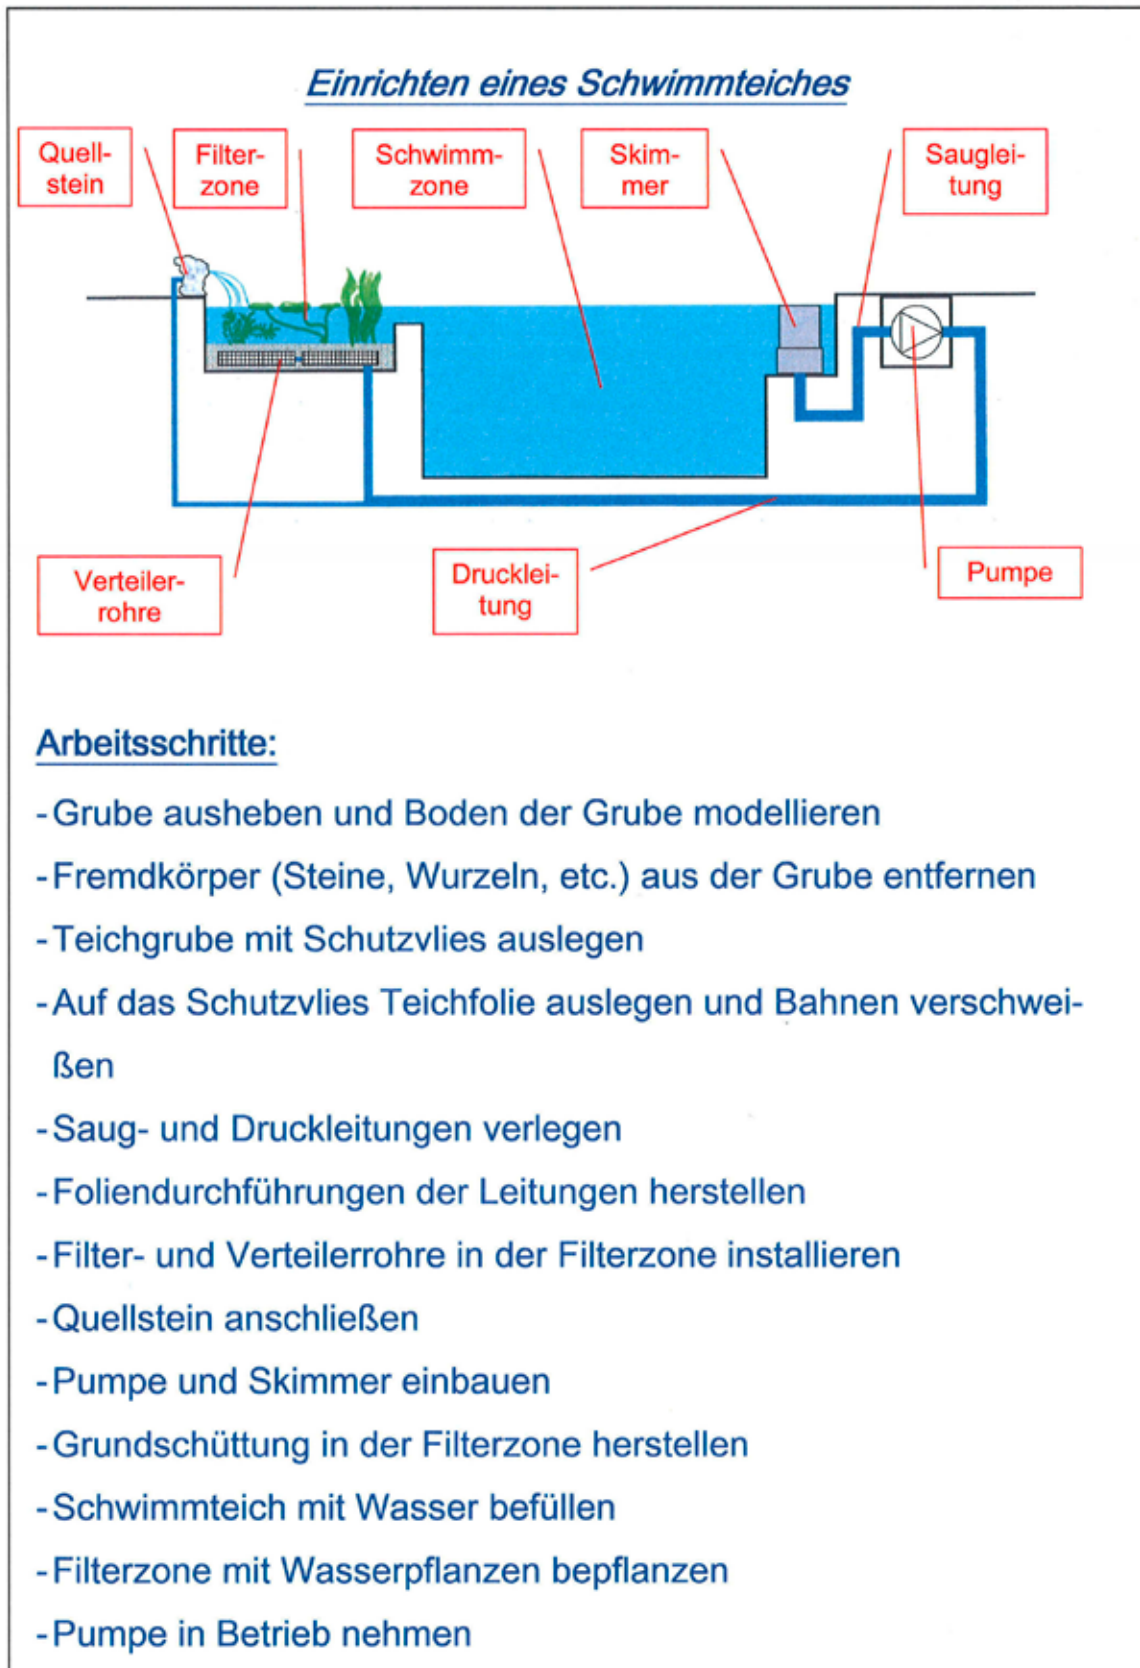 Einrichten eines Schwimmteiches
Quell-
stein
Filter-
zone
Schwimm-
zone
Skim-
mer
Sauglei-
tung
Verteiler-
rohre
Drucklei-
tung
Pumpe
Arbeitsschritte:
- Grube ausheben und Boden der Grube modellieren
- Fremdkörper (Steine, Wurzeln, etc.) aus der Grube entfernen
- Teichgrube mit Schutzvlies auslegen
- Auf das Schutzvlies Teichfolie auslegen und Bahnen verschwei-
ßen
- Saug- und Druckleitungen verlegen
- Foliendurchführungen der Leitungen herstellen
- Filter- und Verteilerrohre in der Filterzone installieren
- Quellstein anschließen
- Pumpe und Skimmer einbauen
- Grundschüttung in der Filterzone herstellen
- Schwimmteich mit Wasser befüllen
- Filterzone mit Wasserpflanzen bepflanzen
- Pumpe in Betrieb nehmen